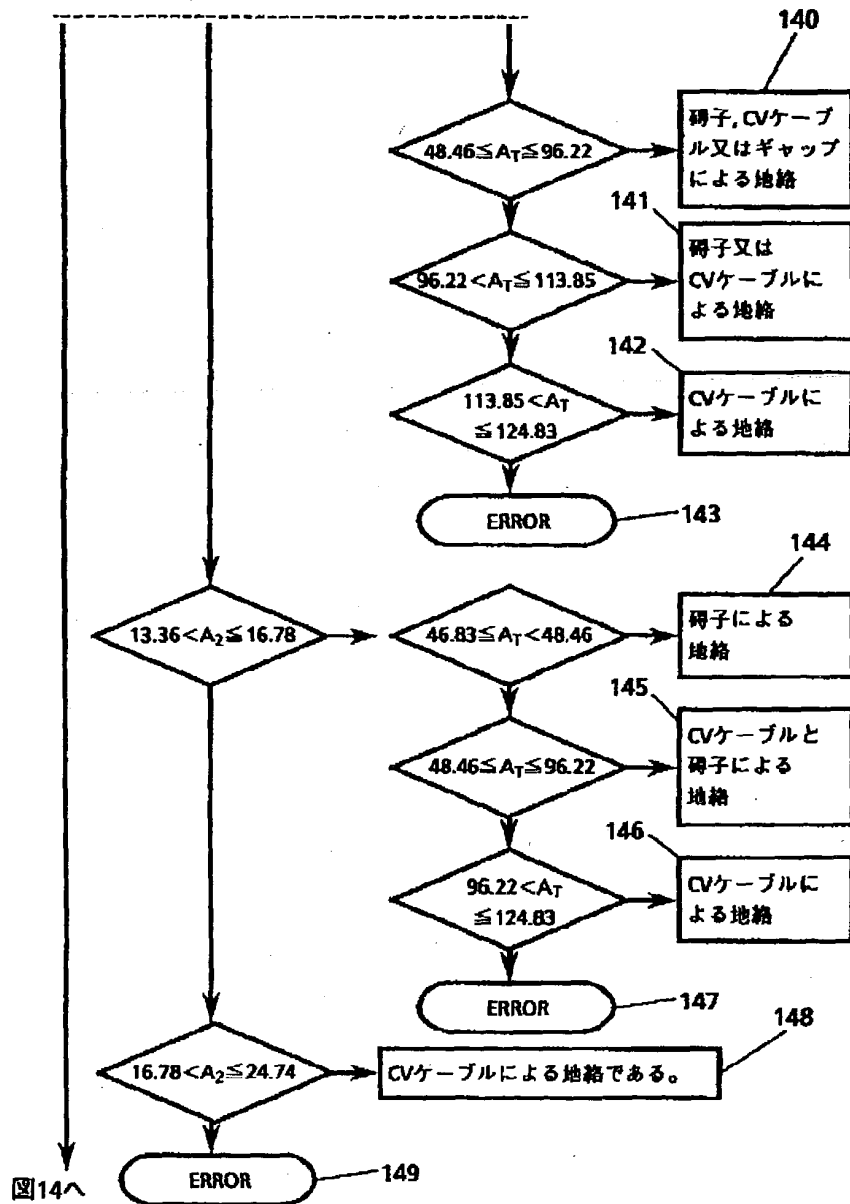 140
48.46≦AT≦96.22
碍子,CVケーブ
ル又はギャップ
による地絡
141
96.22<AT≦113.85
碍子又は
CVケーブルに
よる地絡
142
113.85<AT
≦124.83
CVケーブルに
よる地絡
ERROR
143
144
13.36<A2≦16.78
46.83≦AT<48.46
碍子による
地絡
145
48.46≦AT≦96.22
CVケーブルと
碍子による
地絡
146
96.22<AT
≦124.83
CVケーブルに
よる地絡
ERROR
147
148
16.78<A2≦24.74
CVケーブルによる地絡である。
図14へ
ERROR
149